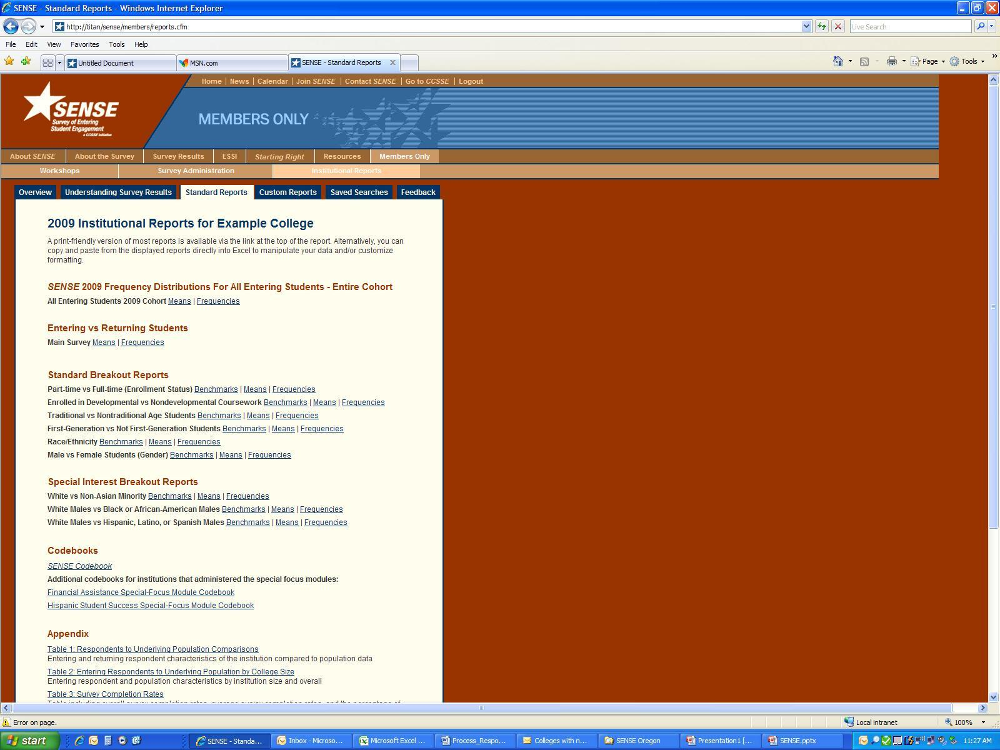 SENSE - Standard Reports - Windows Internet Explorer
http://titan/sense/members/reports.cfm
Live Search
File Edit View Favorites Tools Help
Untitled Document
MSN.com
SENSE - Standard Reports
Page
Tools
Home | News | Calendar | Join SENSE | Contact SENSE | Go to CCSSE | Logout
SENSE
Survey of Entering
Student Engagement
a CCSSE initiative
MEMBERS ONLY
About SENSE
About the Survey
Survey Results
ESSI
Starting Right
Resources
Members Only
Workshops
Survey Administration
Institutional Reports
Overview
Understanding Survey Results
Standard Reports
Custom Reports
Saved Searches
Feedback
2009 Institutional Reports for Example College
A print-friendly version of most reports is available via the link at the top of the report. Alternatively, you can
copy and paste from the displayed reports directly into Excel to manipulate your data and/or customize
formatting.
SENSE 2009 Frequency Distributions For All Entering Students - Entire Cohort
All Entering Students 2009 Cohort Means | Frequencies
Entering vs Returning Students
Main Survey Means | Frequencies
Standard Breakout Reports
Part-time vs Full-time (Enrollment Status) Benchmarks | Means | Frequencies
Enrolled in Developmental vs Nondevelopmental Coursework Benchmarks | Means | Frequencies
Traditional vs Nontraditional Age Students Benchmarks | Means | Frequencies
First-Generation vs Not First-Generation Students Benchmarks | Means | Frequencies
Race/Ethnicity Benchmarks | Means | Frequencies
Male vs Female Students (Gender) Benchmarks | Means | Frequencies
Special Interest Breakout Reports
White vs Non-Asian Minority Benchmarks | Means | Frequencies
White Males vs Black or African-American Males Benchmarks | Means | Frequencies
White Males vs Hispanic, Latino, or Spanish Males Benchmarks | Means | Frequencies
Codebooks
SENSE Codebook
Additional codebooks for institutions that administered the special focus modules:
Financial Assistance Special-Focus Module Codebook
Hispanic Student Success Special-Focus Module Codebook
Appendix
Table 1: Respondents to Underlying Population Comparisons
Entering and returning respondent characteristics of the institution compared to population data
Table 2: Entering Respondents to Underlying Population by College Size
Entering respondent and population characteristics by institution size and overall
Table 3: Survey Completion Rates
Table including overall survey completion rates, average survey completion rates, and the percentage of
Error on page.
Local intranet
100%
start
SENSE - Standa...
Inbox - Microso...
Microsoft Excel ...
Process_Respo...
Colleges with n...
SENSE Oregon
Presentation1 [...
SENSE.pptx
11:27 AM